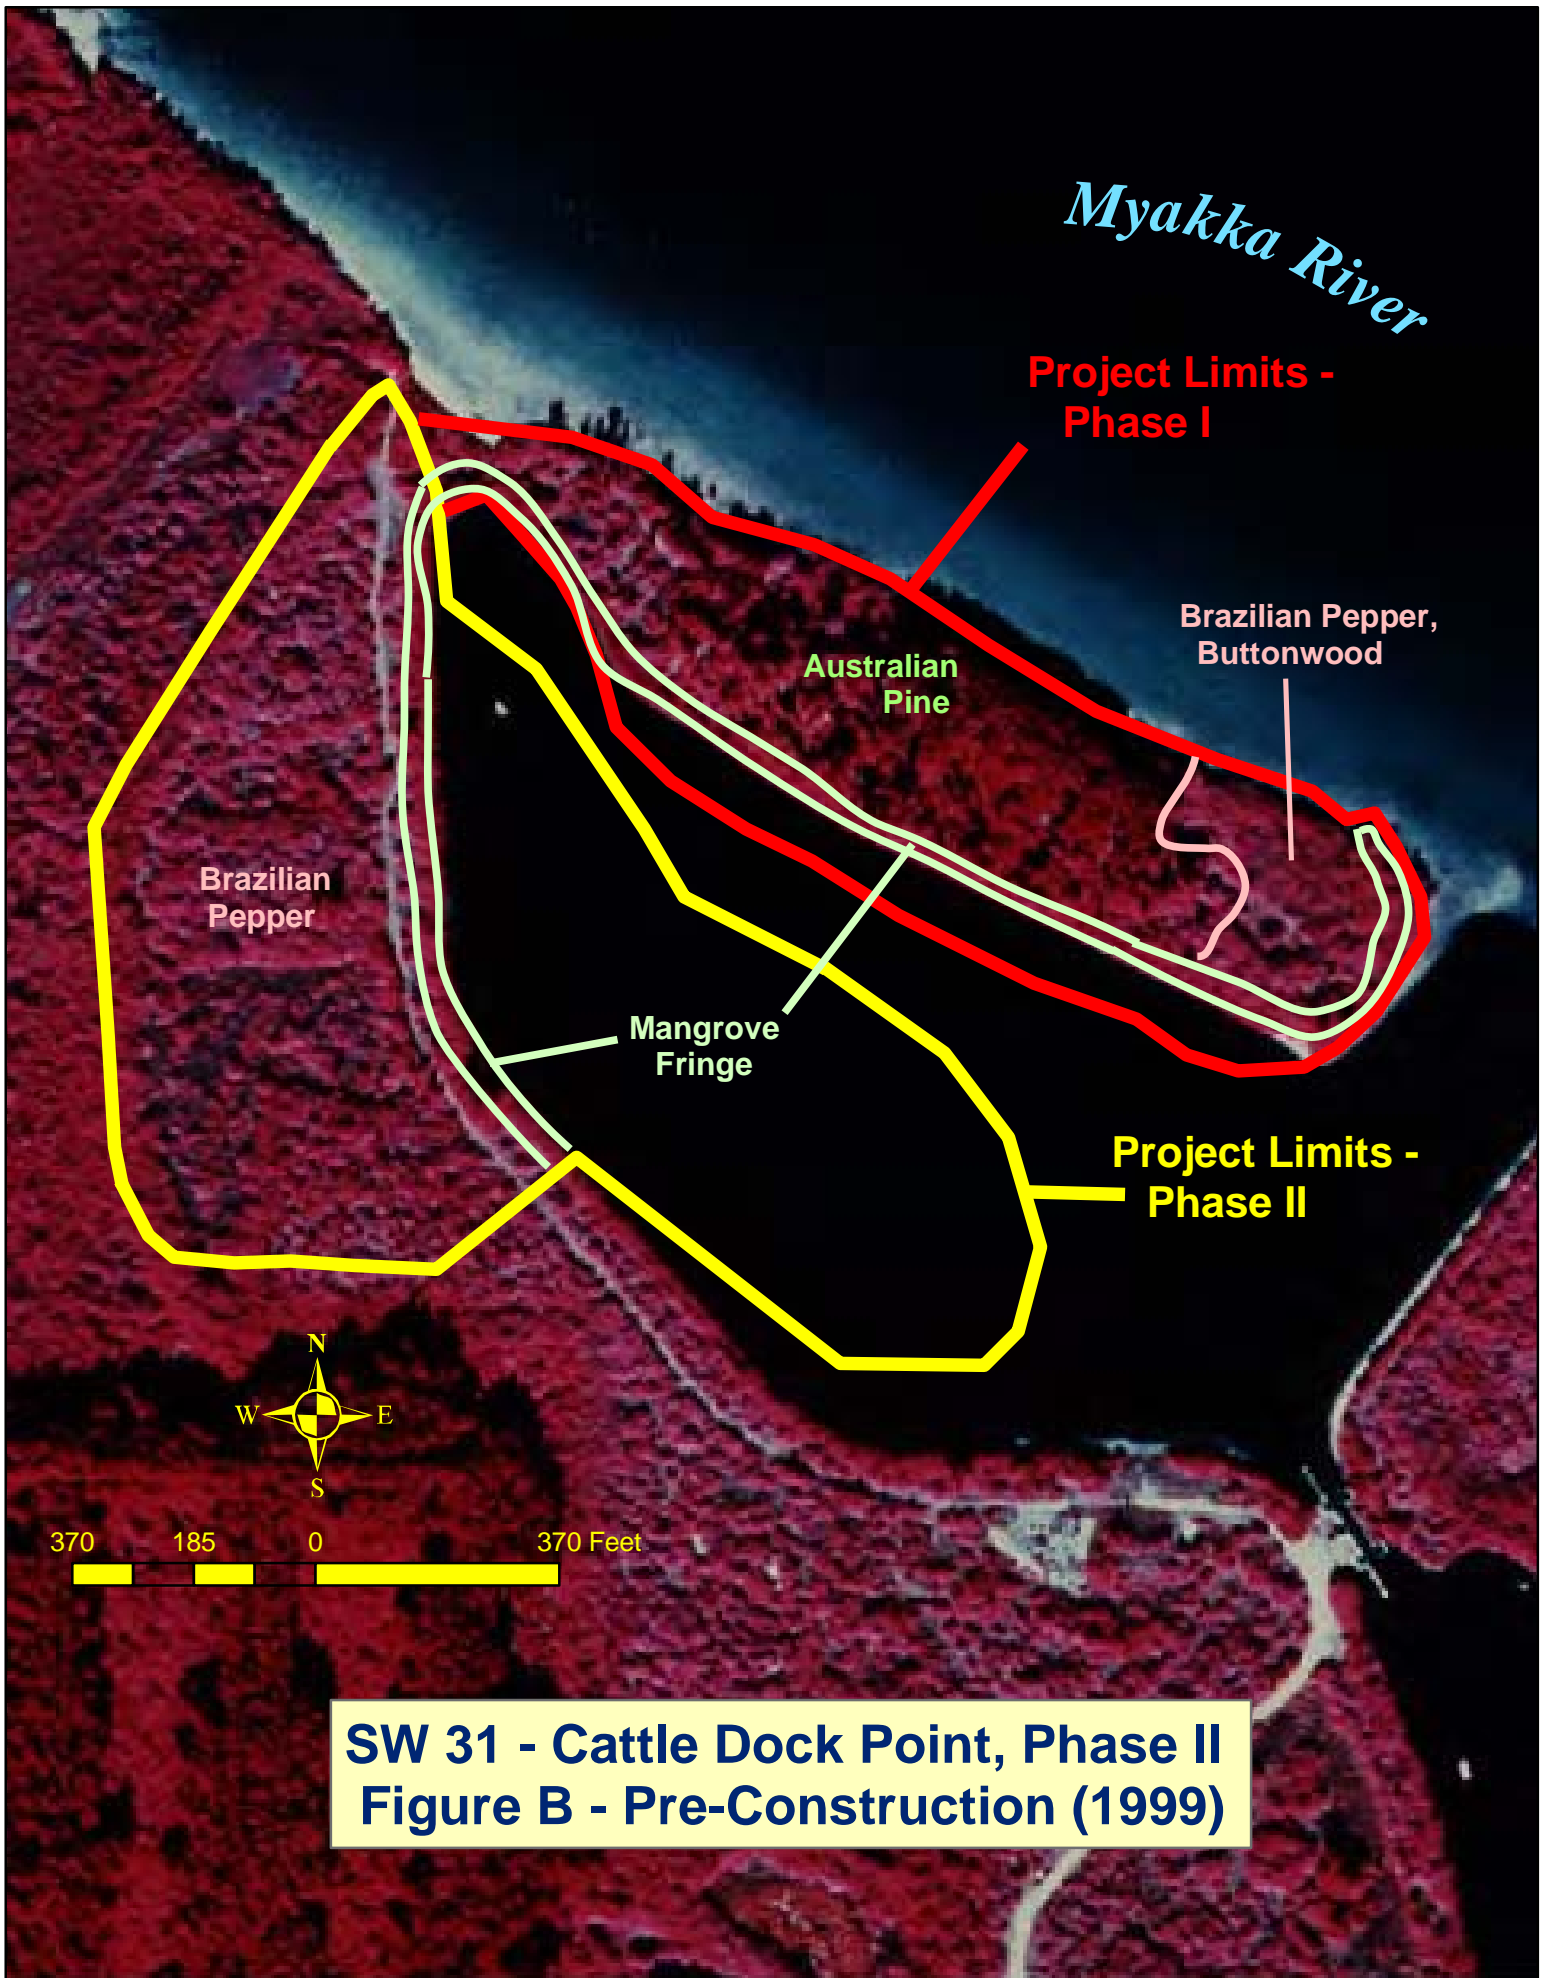 Myakka River
Project Limits -
Phase I
Brazilian Pepper,
Buttonwood
Australian
Pine
Brazilian
Pepper
Mangrove
Fringe
Project Limits -
Phase II
N
W E
S
370 185 0 370 Feet
SW 31 - Cattle Dock Point, Phase II
Figure B - Pre-Construction (1999)